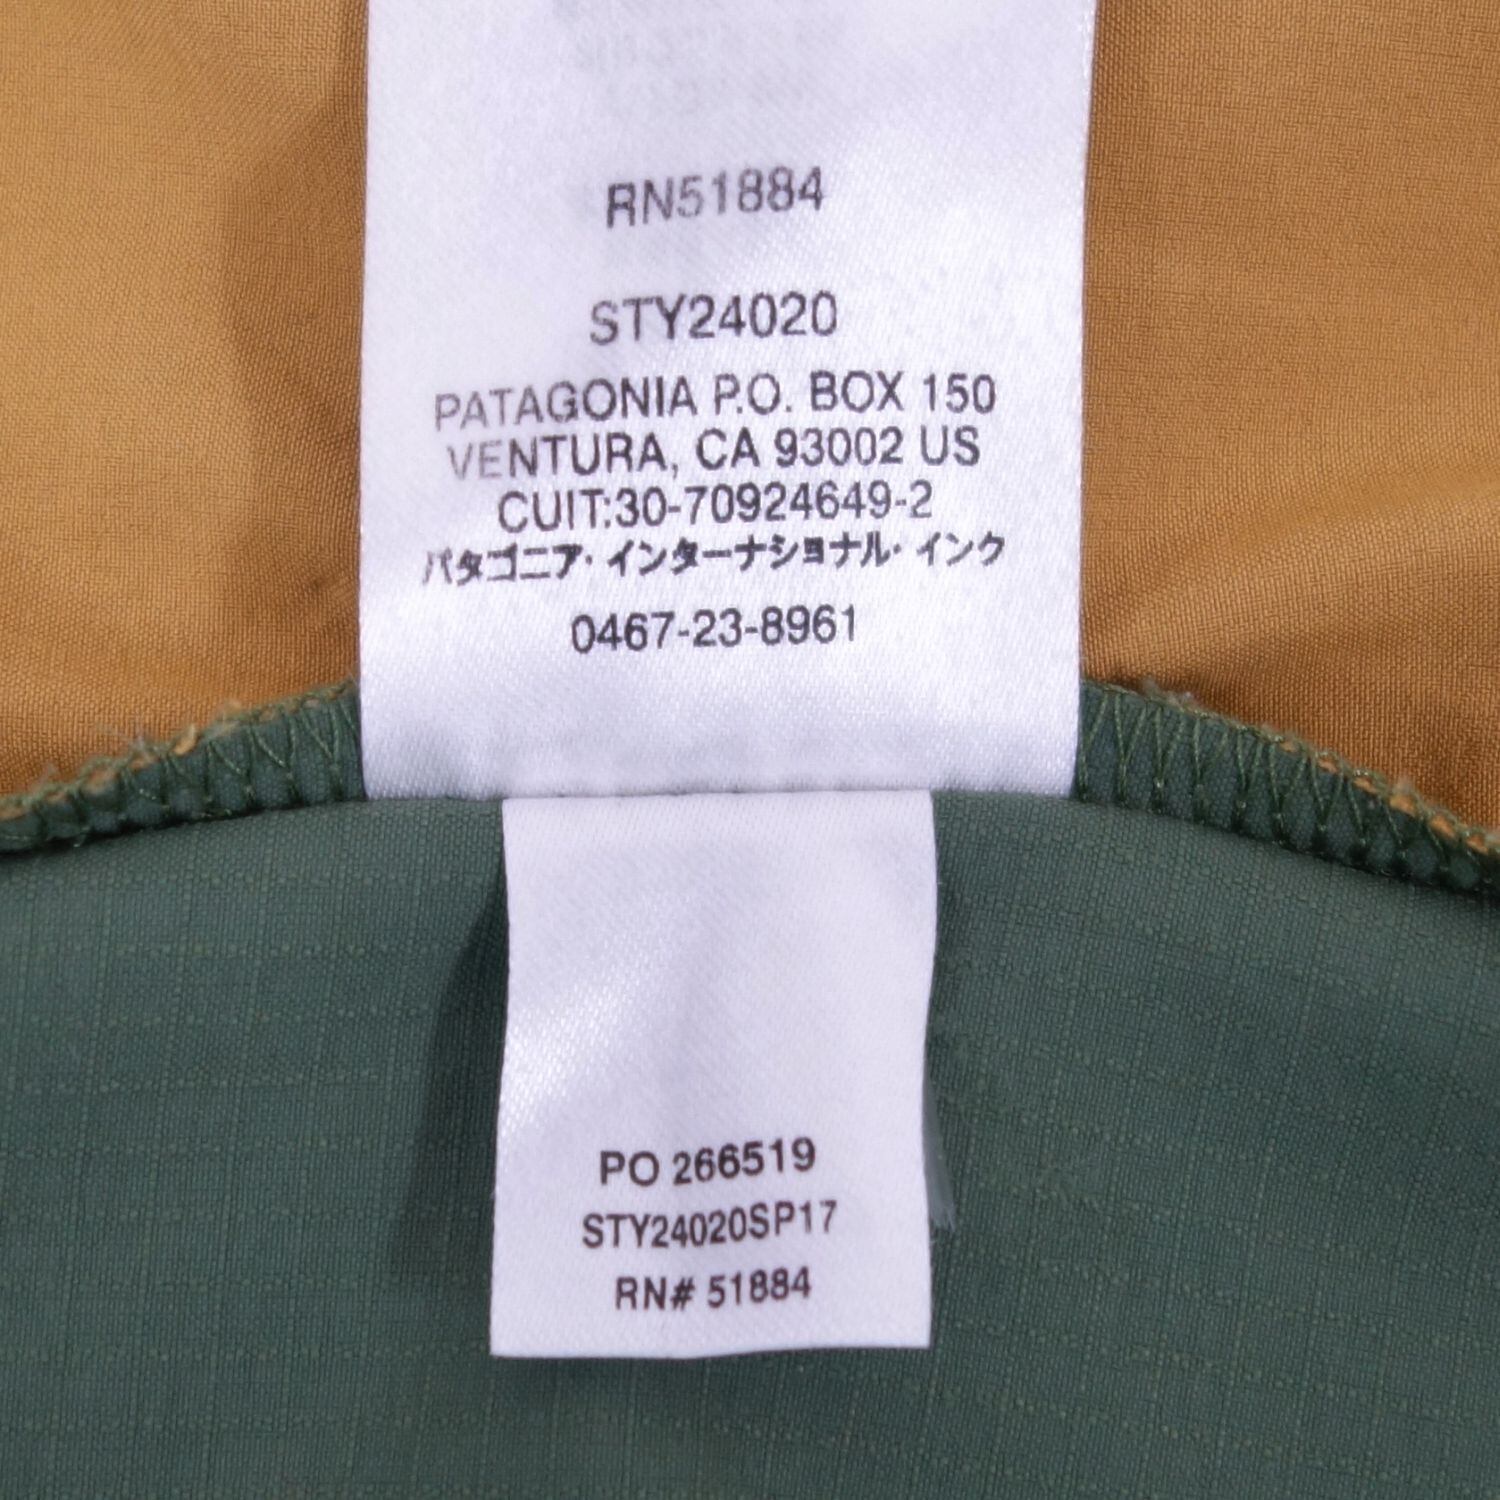 RN51884
STY24020
PATAGONIA P.O. BOX 150
VENTURA, CA 93002 US
CUIT:30-70924649-2
パタゴニア・インターナショナル・インク
0467-23-8961
PO 266519
STY24020SP17
RN# 51884